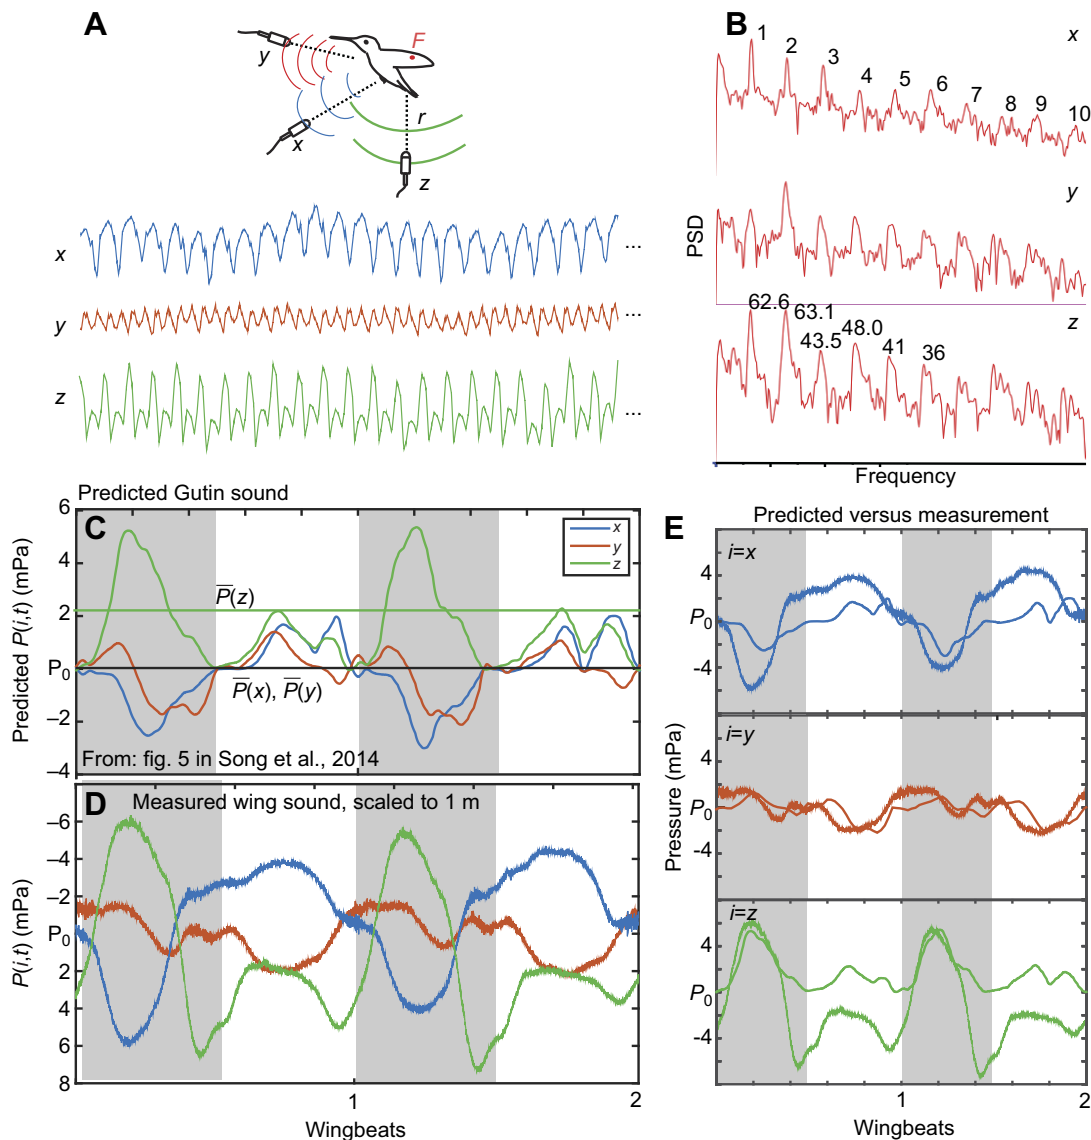 A
F
y
x
r
z
x
...
y
...
z
...
B
x
1
2
3
4
5
6
7
8
9
10
y
PSD
z
62.6
63.1
43.5
48.0
41
36
Frequency
Predicted Gutin sound
C
6
4
2
P0
–2
–4
Predicted P(i,t) (mPa)
x
y
z
P̅(z)
P̅(x), P̅(y)
From: fig. 5 in Song et al., 2014
D
Measured wing sound, scaled to 1 m
–6
–4
–2
P0
2
4
6
8
P(i,t) (mPa)
1
2
Wingbeats
E
Predicted versus measurement
i=x
4
P0
-4
i=y
4
P0
-4
i=z
4
P0
-4
Pressure (mPa)
1
2
Wingbeats